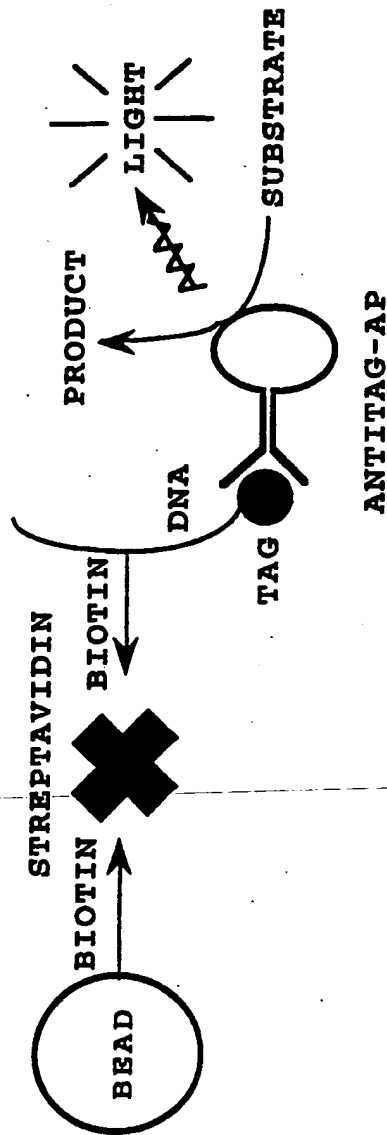 BEAD
BIOTIN
STREPTAVIDIN
BIOTIN
DNA
TAG
ANTITAG-AP
PRODUCT
SUBSTRATE
LIGHT